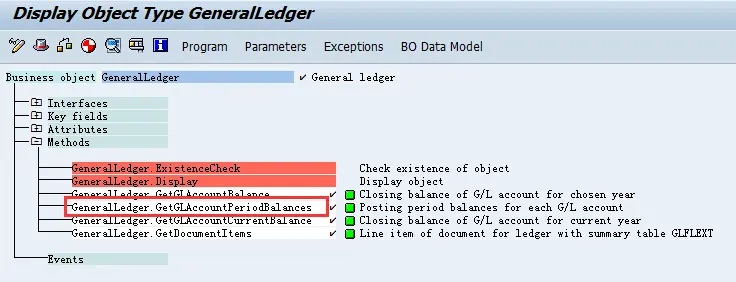 Display Object Type GeneralLedger
Program Parameters Exceptions BO Data Model
Business object GeneralLedger General ledger
Interfaces
Key fields
Attributes
Methods
GeneralLedger.ExistenceCheck Check existence of object
GeneralLedger.Display Display object
GeneralLedger.GetGLAccountBalance Closing balance of G/L account for chosen year
GeneralLedger.GetGLAccountPeriodBalances Posting period balances for each G/L account
GeneralLedger.GetGLAccountCurrentBalance Closing balance of G/L account for current year
GeneralLedger.GetDocumentItems Line item of document for ledger with summary table GLFLEXT
Events